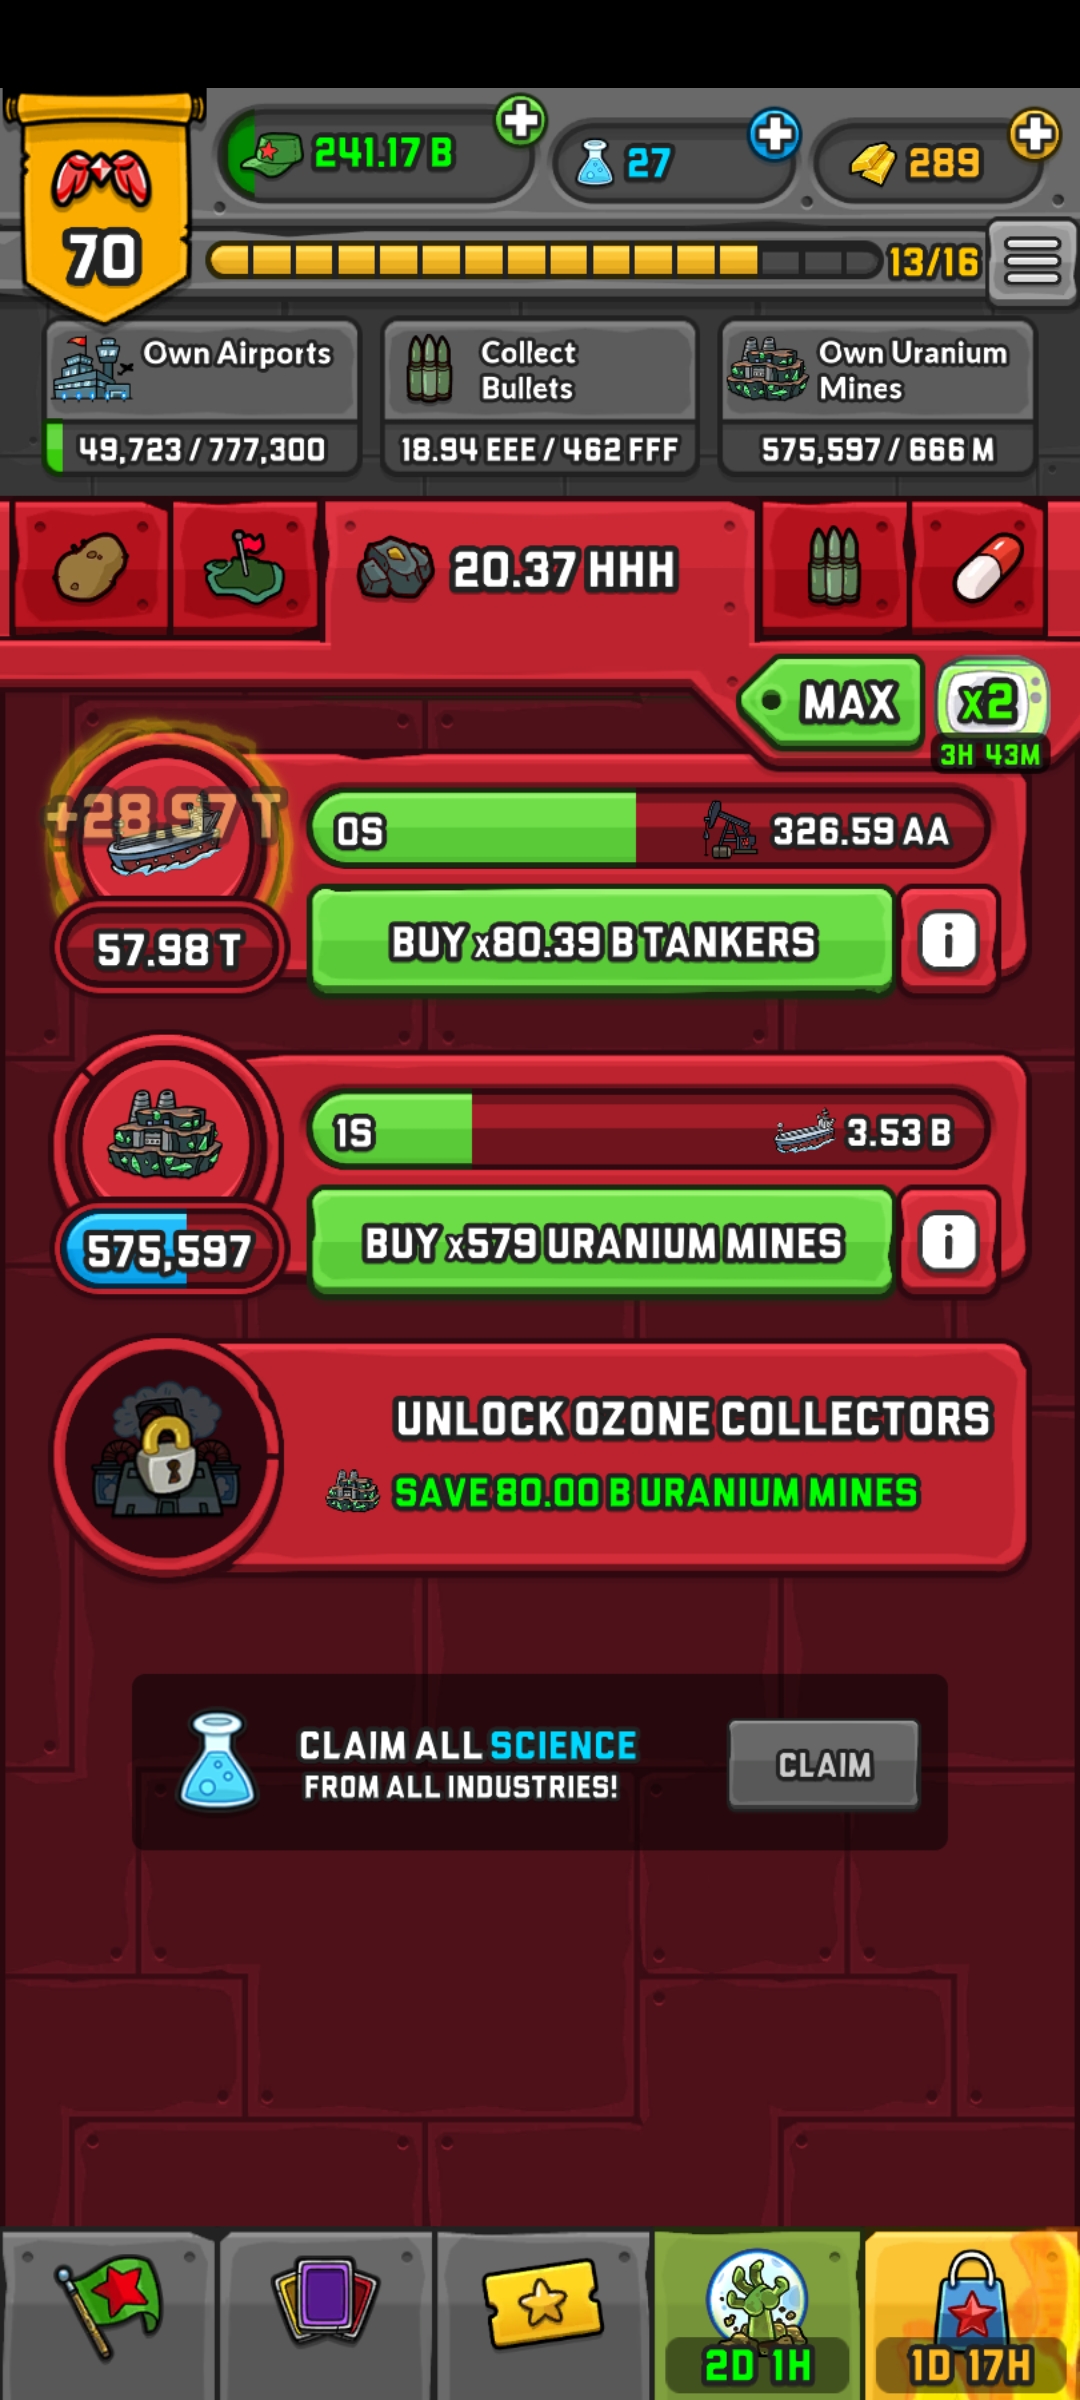 241.17 B
27
289
70
13/16
Own Airports
49,723 / 777,300
Collect
Bullets
18.94 EEE / 462 FFF
Own Uranium
Mines
575,597 / 666 M
20.37 HHH
MAX
x2
3H 43M
+28.97 T
0S
326.59 AA
57.98 T
BUY x80.39 B TANKERS
i
1S
3.53 B
575,597
BUY x579 URANIUM MINES
i
UNLOCK OZONE COLLECTORS
SAVE 80.00 B URANIUM MINES
CLAIM ALL SCIENCE
FROM ALL INDUSTRIES!
CLAIM
2D 1H
1D 17H